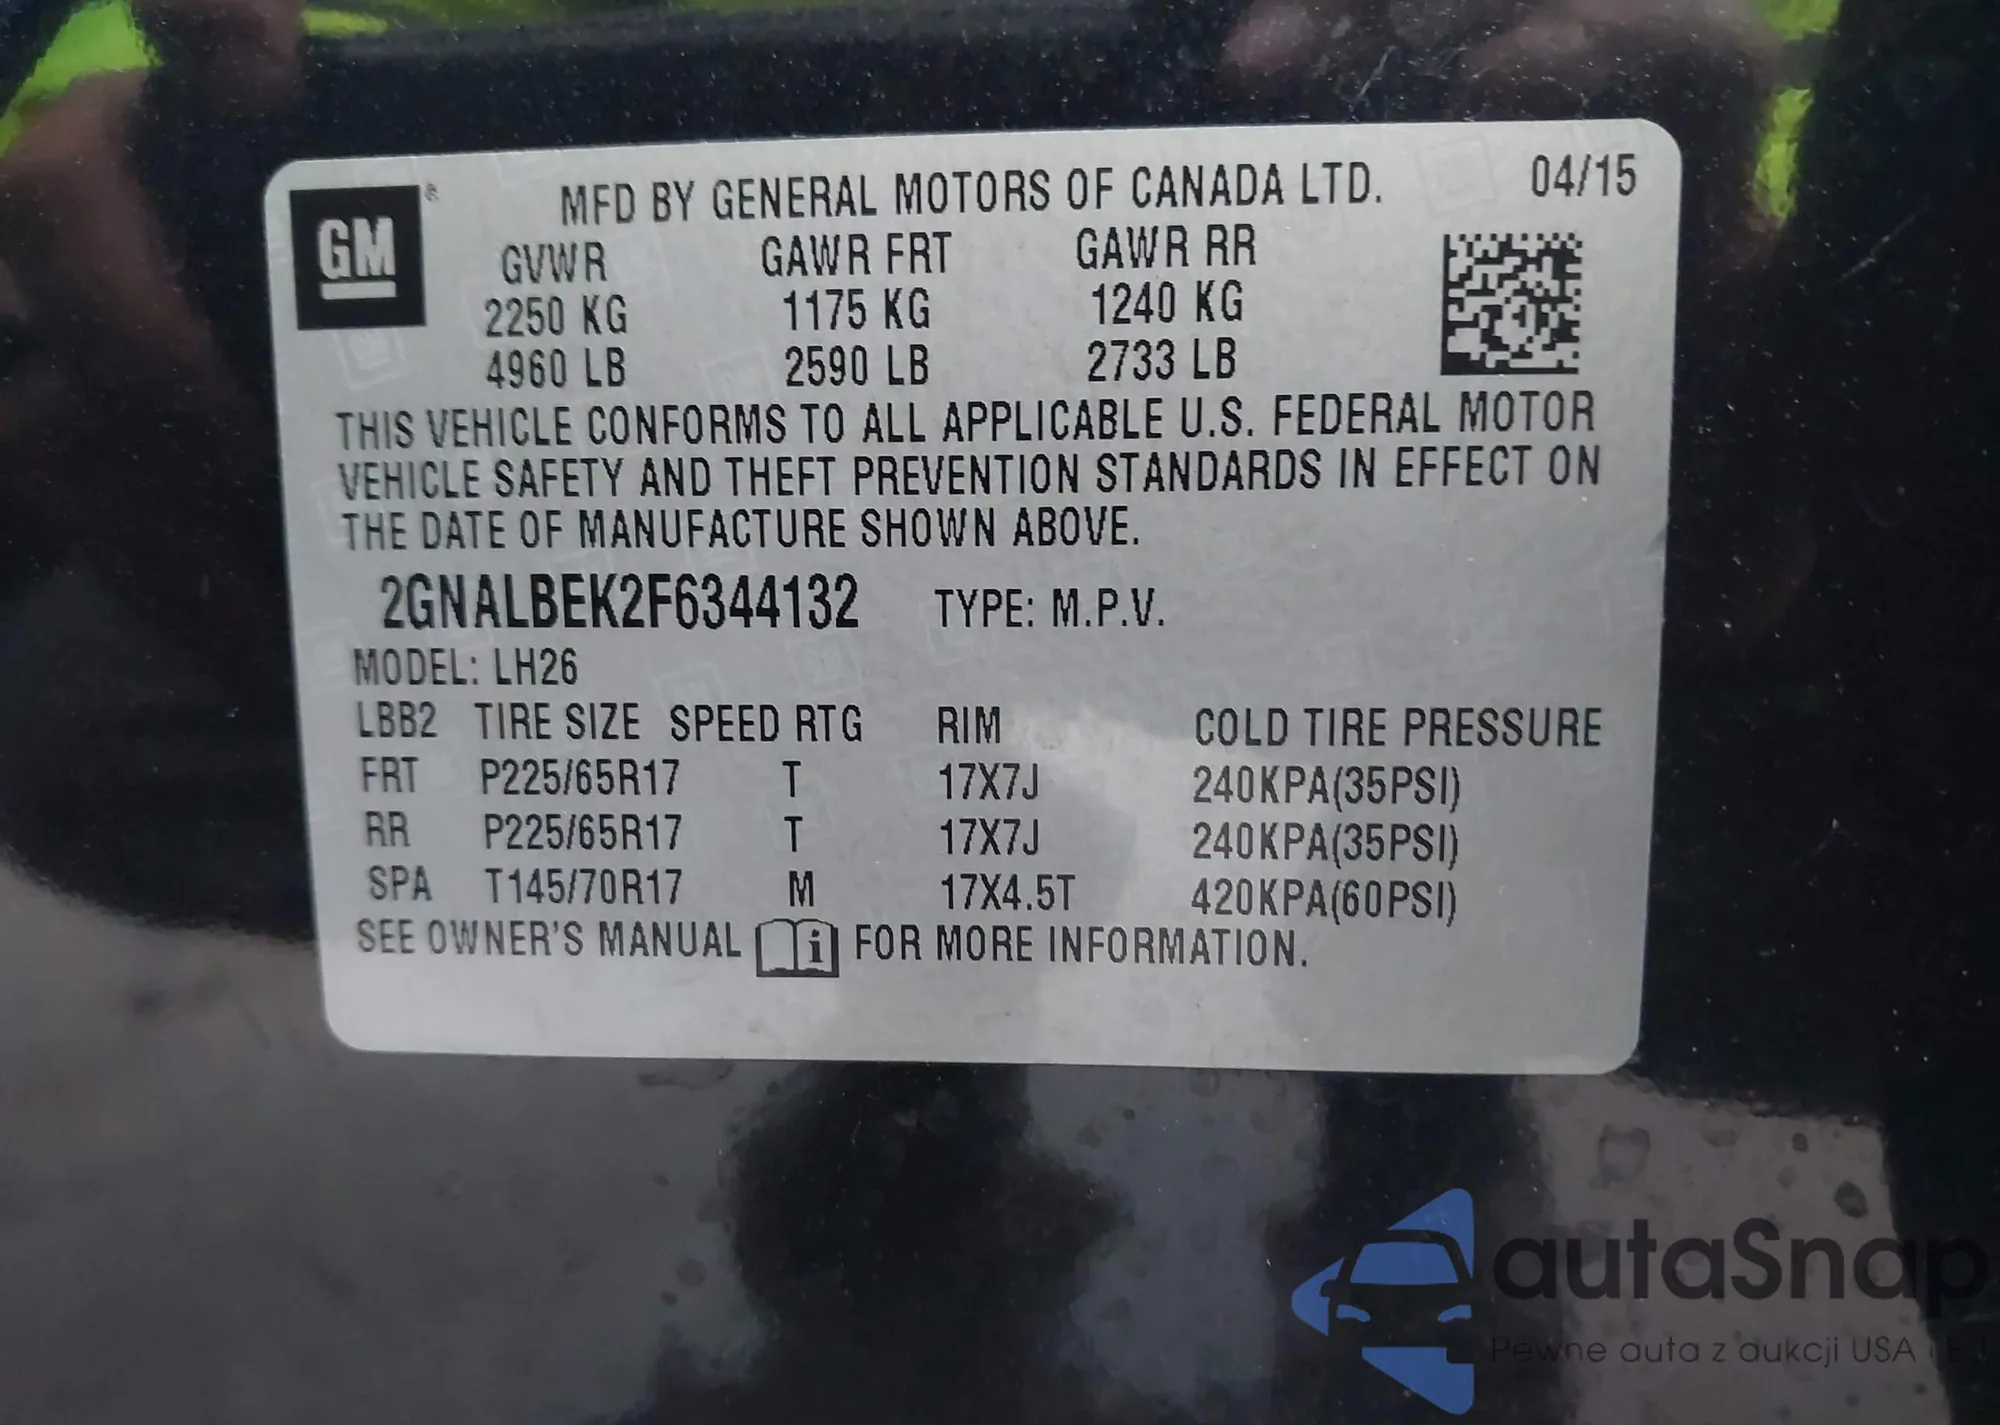 GM®
MFD BY GENERAL MOTORS OF CANADA LTD. 04/15
GVWR GAWR FRT GAWR RR
2250 KG 1175 KG 1240 KG
4960 LB 2590 LB 2733 LB
THIS VEHICLE CONFORMS TO ALL APPLICABLE U.S. FEDERAL MOTOR
VEHICLE SAFETY AND THEFT PREVENTION STANDARDS IN EFFECT ON
THE DATE OF MANUFACTURE SHOWN ABOVE.
2GNALBEK2F6344132 TYPE: M.P.V.
MODEL: LH26
LBB2 TIRE SIZE SPEED RTG RIM COLD TIRE PRESSURE
FRT P225/65R17 T 17X7J 240KPA(35PSI)
RR P225/65R17 T 17X7J 240KPA(35PSI)
SPA T145/70R17 M 17X4.5T 420KPA(60PSI)
SEE OWNER'S MANUAL i FOR MORE INFORMATION.
autaSnap
Pewne auta z aukcji USA